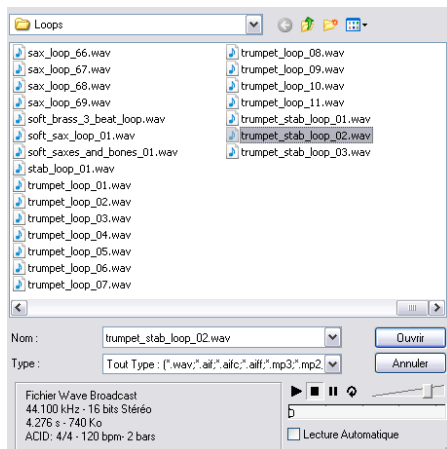 Loops
sax_loop_66.wav
sax_loop_67.wav
sax_loop_68.wav
sax_loop_69.wav
soft_brass_3_beat_loop.wav
soft_sax_loop_01.wav
soft_saxes_and_bones_01.wav
stab_loop_01.wav
trumpet_loop_01.wav
trumpet_loop_02.wav
trumpet_loop_03.wav
trumpet_loop_04.wav
trumpet_loop_05.wav
trumpet_loop_06.wav
trumpet_loop_07.wav
trumpet_loop_08.wav
trumpet_loop_09.wav
trumpet_loop_10.wav
trumpet_loop_11.wav
trumpet_stab_loop_01.wav
trumpet_stab_loop_02.wav
trumpet_stab_loop_03.wav
Nom : trumpet_stab_loop_02.wav Ouvrir
Type : Tout Type : (*.wav;*.aif;*.aifc;*.aiff;*.mp3;*.mp2, Annuler
Fichier Wave Broadcast
44.100 kHz - 16 bits Stéréo
4.276 s - 740 Ko
ACID: 4/4 - 120 bpm- 2 bars
Lecture Automatique